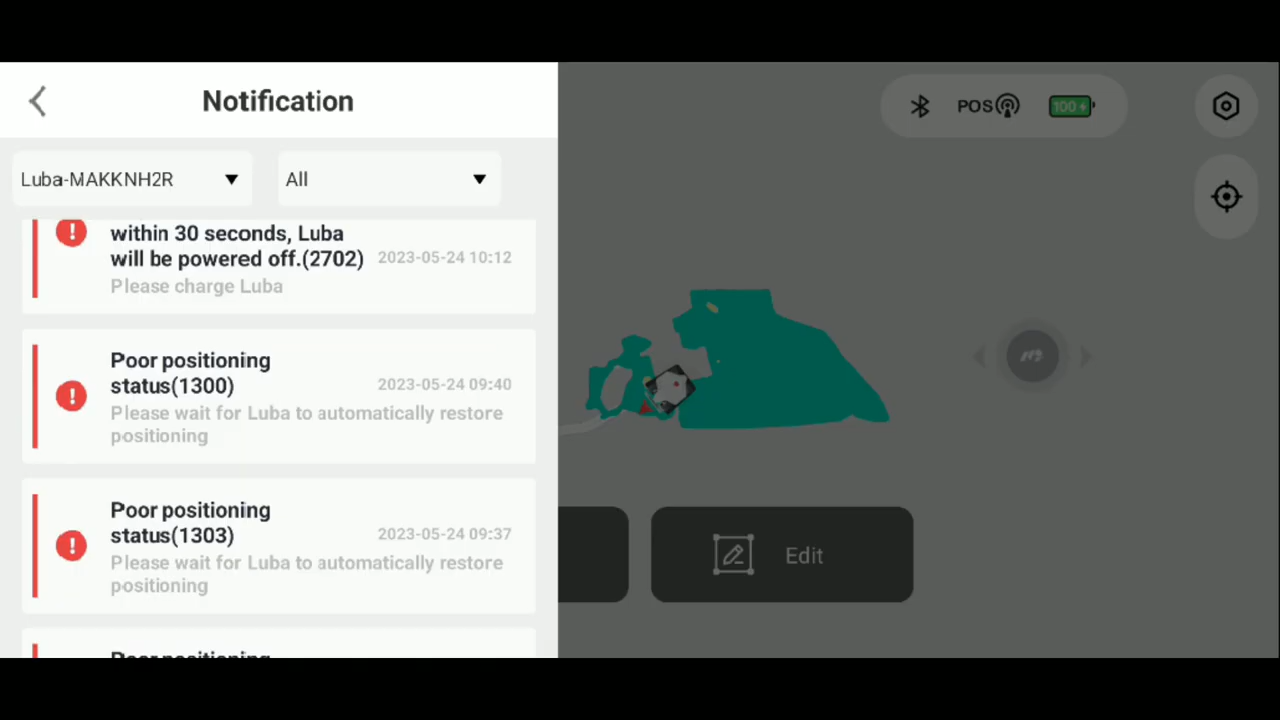 Notification
POS
100
Luba-MAKKNH2R
All
within 30 seconds, Luba
will be powered off.(2702)
2023-05-24 10:12
Please charge Luba
Poor positioning
status(1300)
2023-05-24 09:40
Please wait for Luba to automatically restore
positioning
Poor positioning
status(1303)
2023-05-24 09:37
Please wait for Luba to automatically restore
positioning
Poor positioning
Edit